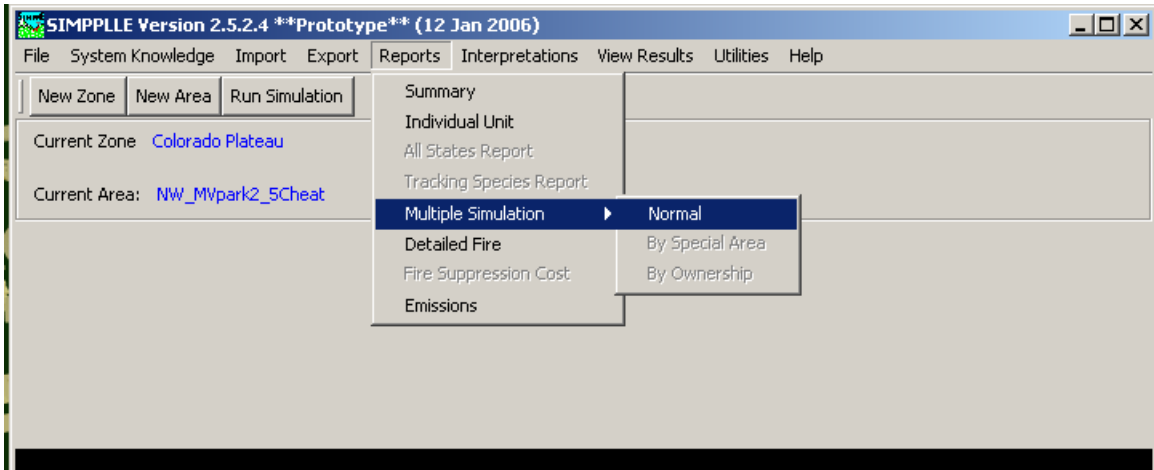 SIMPPLLE Version 2.5.2.4 **Prototype** (12 Jan 2006)
File System Knowledge Import Export Reports Interpretations View Results Utilities Help
New Zone New Area Run Simulation
Current Zone Colorado Plateau
Current Area: NW_MVpark2_5Cheat
Summary
Individual Unit
All States Report
Tracking Species Report
Multiple Simulation
Detailed Fire
Fire Suppression Cost
Emissions
Normal
By Special Area
By Ownership